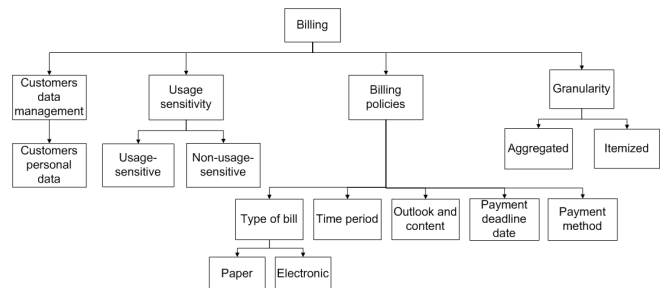 Billing
Customers
data
management
Usage
sensitivity
Billing
policies
Granularity
Customers
personal
data
Usage-
sensitive
Non-usage-
sensitive
Aggregated
Itemized
Type of bill
Time period
Outlook and
content
Payment
deadline
date
Payment
method
Paper
Electronic